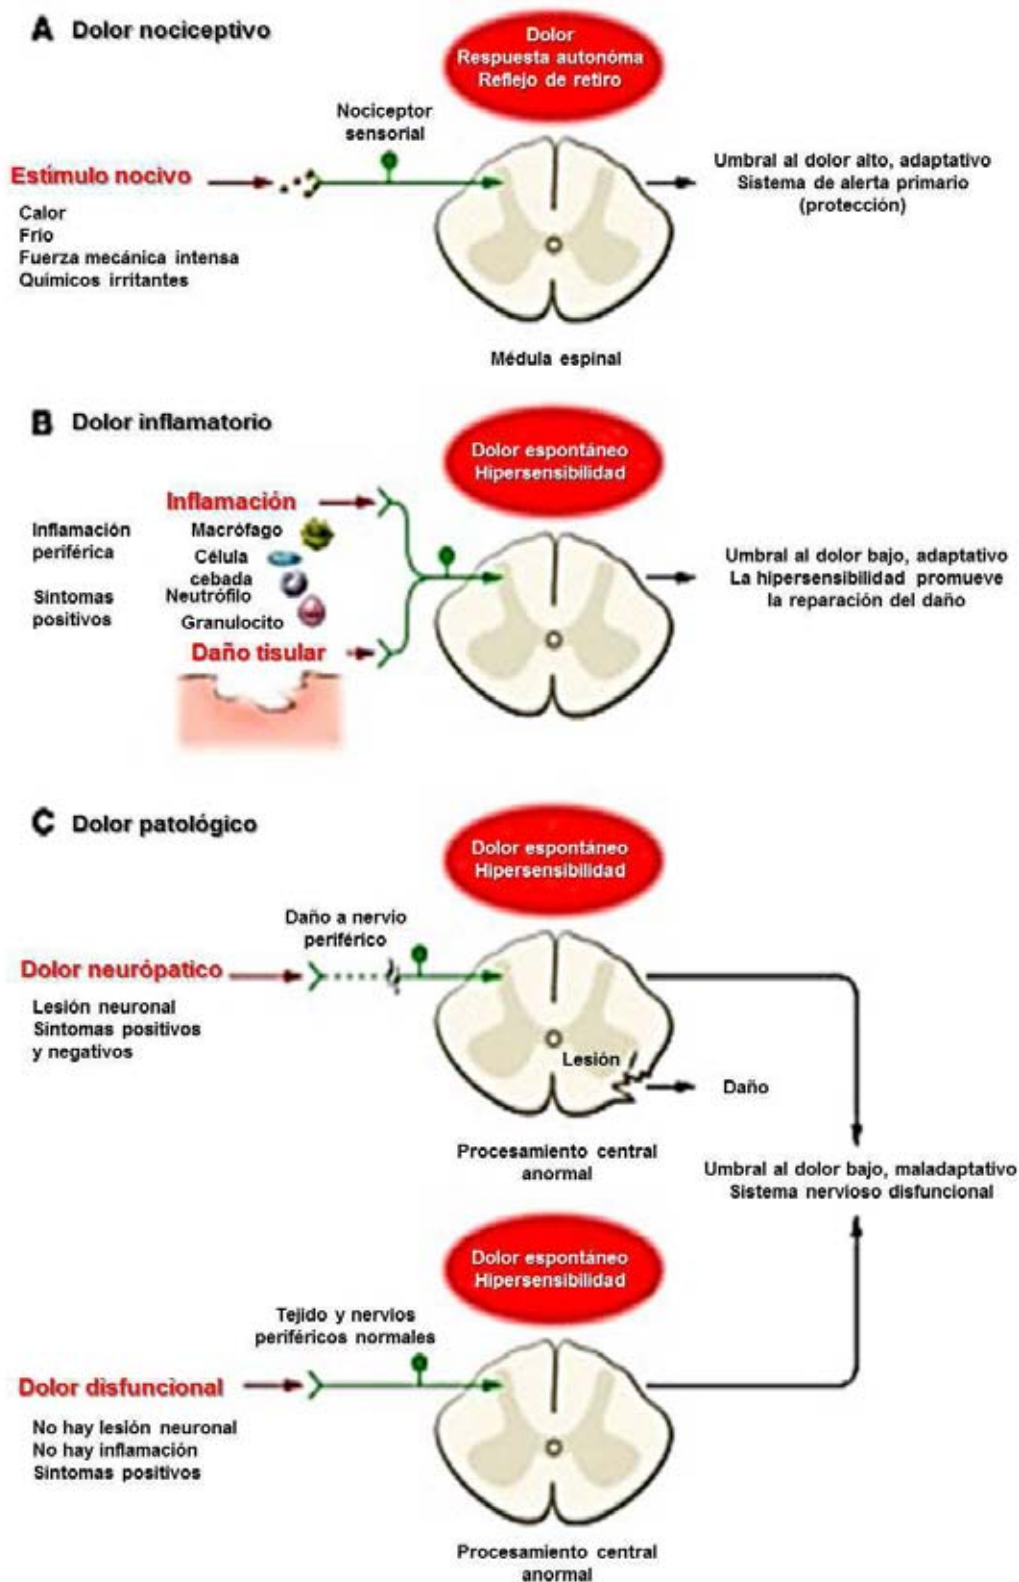 A Dolor nociceptivo
Dolor
Respuesta autonóma
Reflejo de retiro
Nociceptor
sensorial
Estimulo nocivo
Calor
Frio
Fuerza mecánica intensa
Quimicos irritantes
Umbral al dolor alto, adaptativo
Sistema de alerta primario
(protección)
Médula espinal
B Dolor inflamatorio
Dolor espontáneo
Hipersensibilidad
Inflamación
Inflamación
periférica
Sintomas
positivos
Macrófago
Célula
cebada
Neutrófilo
Granulocito
Daño tisular
Umbral al dolor bajo, adaptativo
La hipersensibilidad promueve
la reparación del daño
C Dolor patológico
Dolor espontáneo
Hipersensibilidad
Daño a nervio
periférico
Dolor neurópatico
Lesión neuronal
Sintomas positivos
y negativos
Lesión
Daño
Procesamiento central
anormal
Umbral al dolor bajo, maladaptativo
Sistema nervioso disfuncional
Dolor espontáneo
Hipersensibilidad
Tejido y nervios
periféricos normales
Dolor disfuncional
No hay lesión neuronal
No hay inflamación
Sintomas positivos
Procesamiento central
anormal